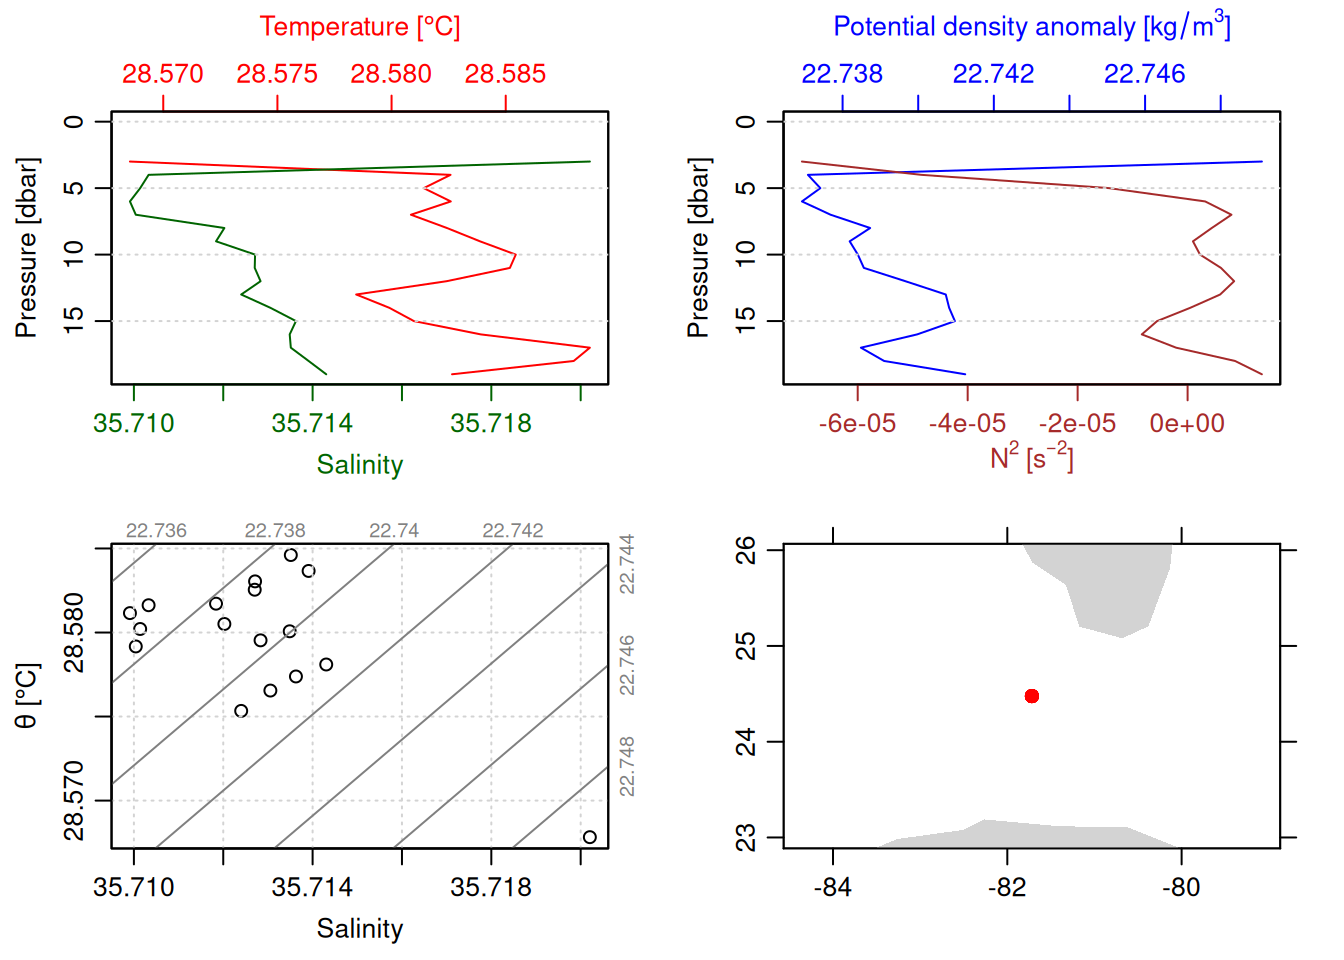 Temperature [°C]
28.570 28.575 28.580 28.585
Pressure [dbar]
0
5
10
15
35.710 35.714 35.718
Salinity
Potential density anomaly [kg/m³]
22.738 22.742 22.746
Pressure [dbar]
0
5
10
15
-6e-05 -4e-05 -2e-05 0e+00
N² [s⁻²]
22.736 22.738 22.74 22.742
22.744
22.746
22.748
θ [°C]
28.580
28.570
35.710 35.714 35.718
Salinity
26
25
24
23
-84 -82 -80